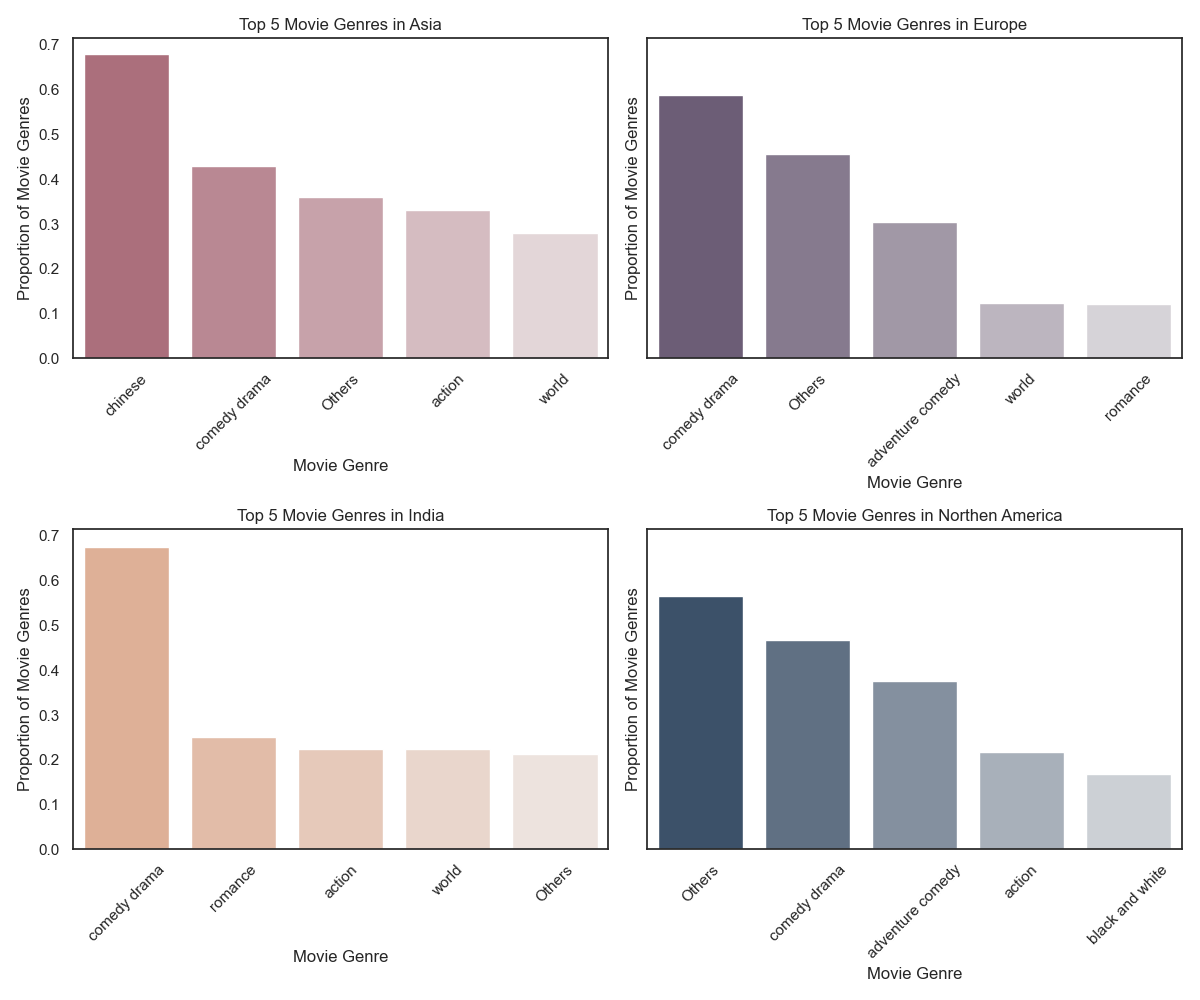 Top 5 Movie Genres in Asia
Proportion of Movie Genres
0.7
0.6
0.5
0.4
0.3
0.2
0.1
0.0
chinese
comedy drama
Others
action
world
Movie Genre
Top 5 Movie Genres in Europe
Proportion of Movie Genres
comedy drama
Others
adventure comedy
world
romance
Movie Genre
Top 5 Movie Genres in India
Proportion of Movie Genres
0.7
0.6
0.5
0.4
0.3
0.2
0.1
0.0
comedy drama
romance
action
world
Others
Movie Genre
Top 5 Movie Genres in Northen America
Proportion of Movie Genres
Others
comedy drama
adventure comedy
action
black and white
Movie Genre